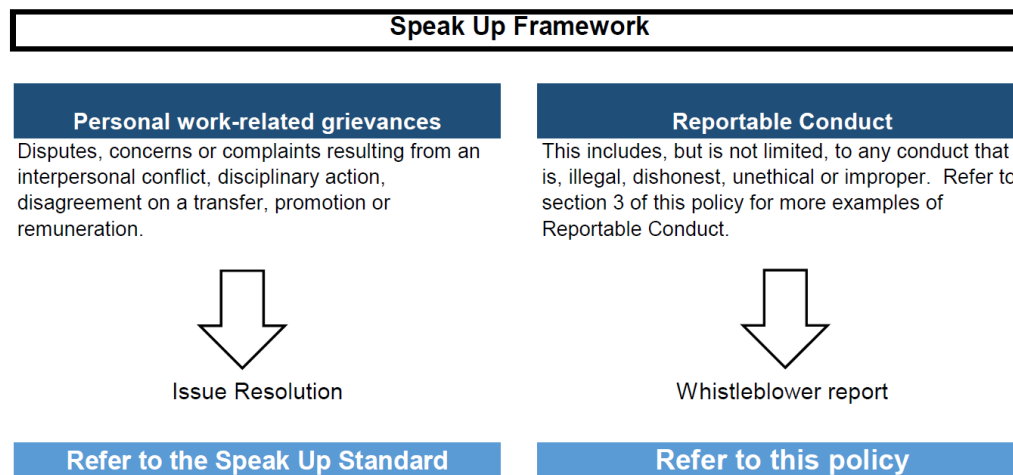 Speak Up Framework
Personal work-related grievances
Disputes, concerns or complaints resulting from an
interpersonal conflict, disciplinary action,
disagreement on a transfer, promotion or
remuneration.
Issue Resolution
Refer to the Speak Up Standard
Reportable Conduct
This includes, but is not limited, to any conduct that
is, illegal, dishonest, unethical or improper.  Refer to
section 3 of this policy for more examples of
Reportable Conduct.
Whistleblower report
Refer to this policy